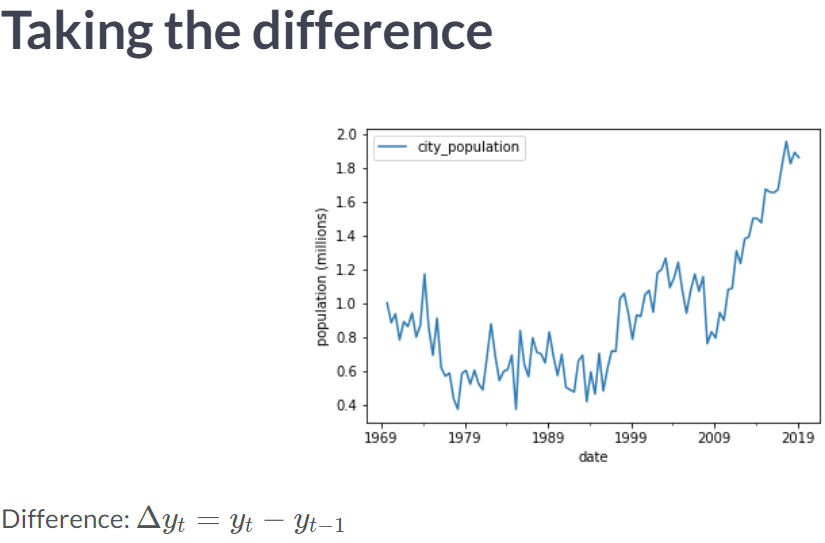 Taking the difference
city_population
population (millions)
2.0
1.8
1.6
1.4
1.2
1.0
0.8
0.6
0.4
1969 1979 1989 1999 2009 2019
date
Difference: Δyₜ = yₜ − yₜ₋₁